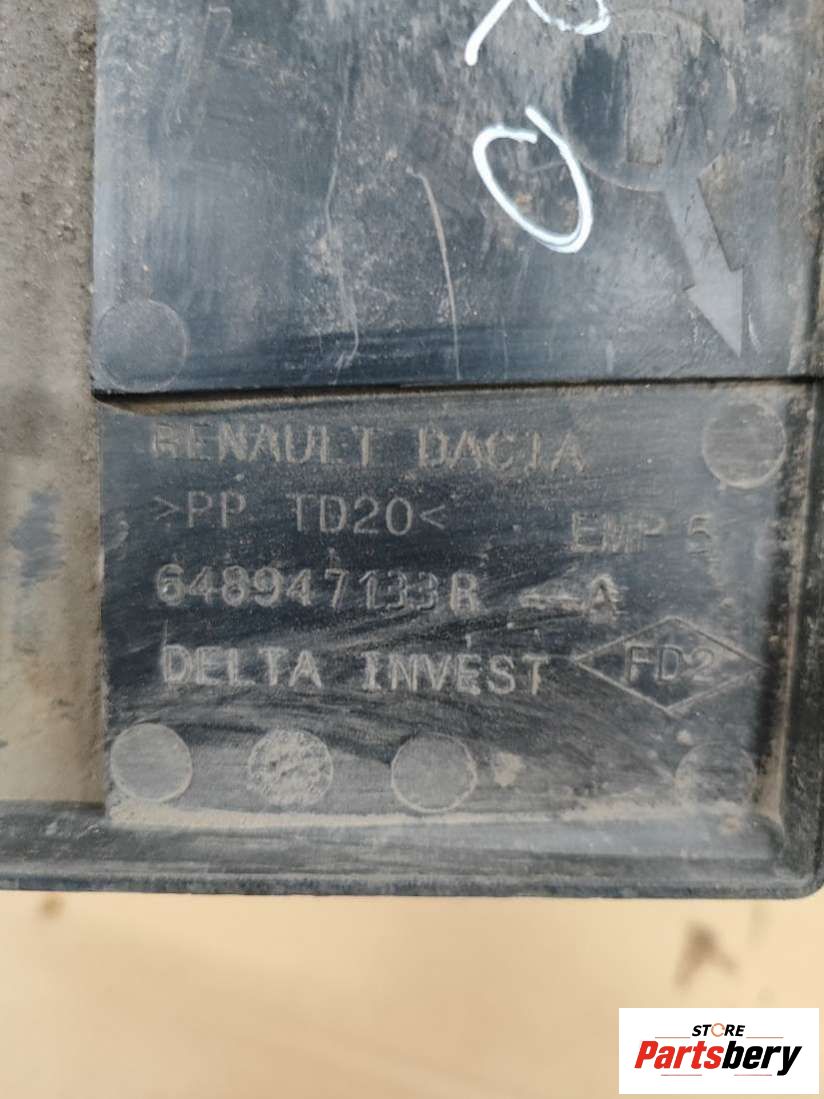 RENAULT DACIA
>PP TD20<
EMP 5
648947133R --A
DELTA INVEST
FD2
STORE
Partsbery